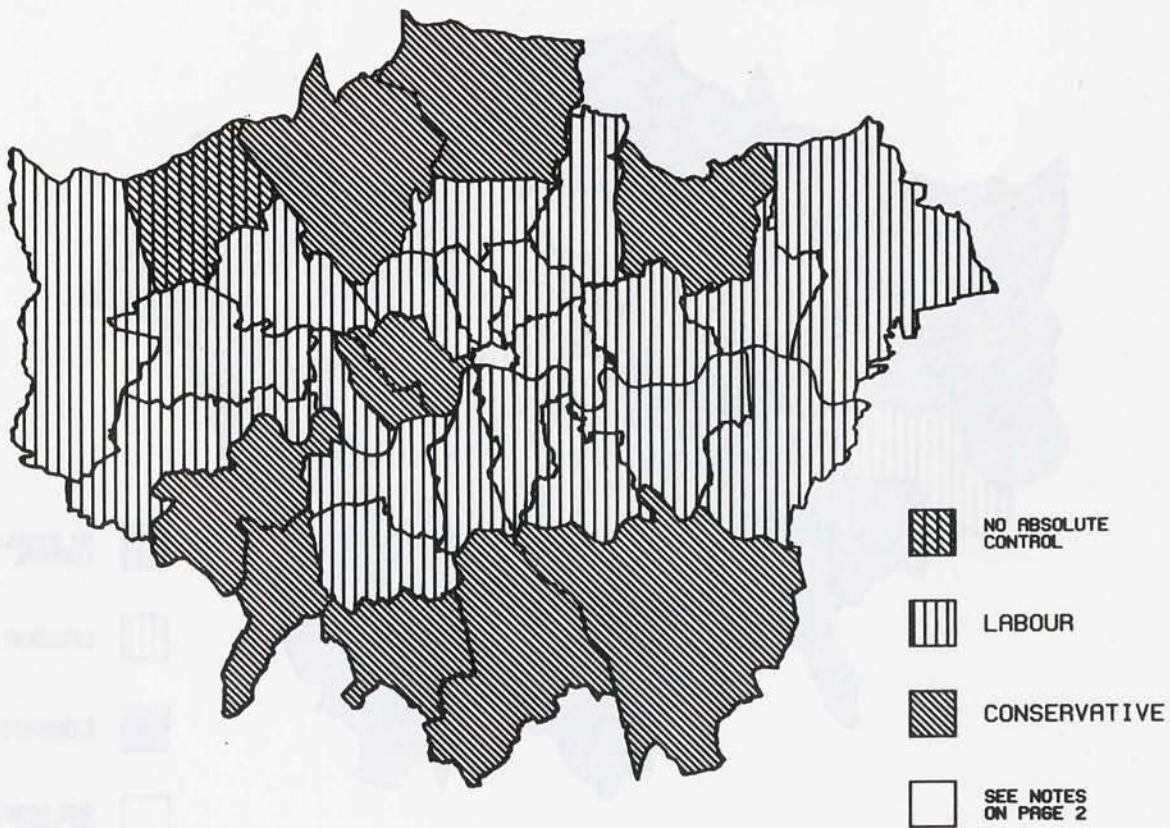 NO ABSOLUTE
CONTROL
LABOUR
CONSERVATIVE
SEE NOTES
ON PAGE 2